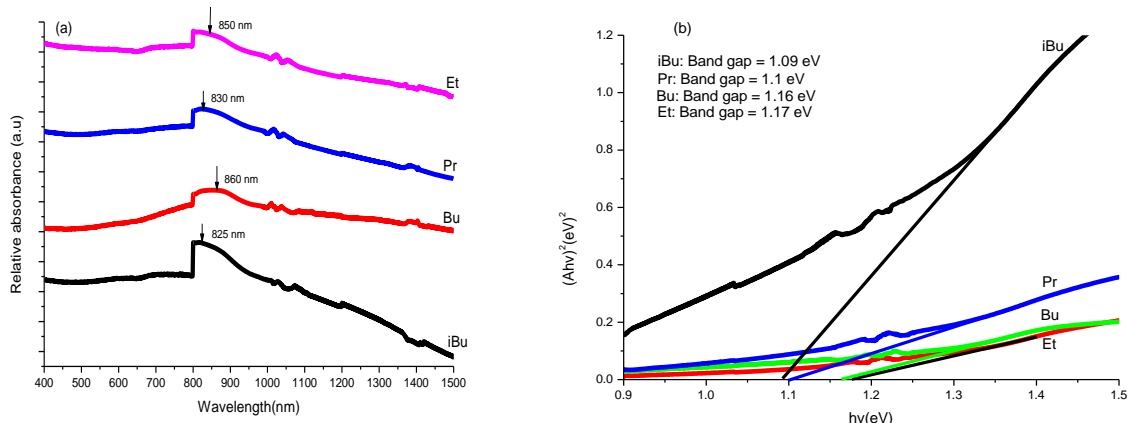 (a)
850 nm
Et
830 nm
Pr
860 nm
Bu
825 nm
iBu
Relative absorbance (a.u)
400 500 600 700 800 900 1000 1100 1200 1300 1400 1500
Wavelength(nm)
(b)
iBu
iBu: Band gap = 1.09 eV
Pr: Band gap = 1.1 eV
Bu: Band gap = 1.16 eV
Et: Band gap = 1.17 eV
Pr
Bu
Et
1.2
1.0
0.8
0.6
0.4
0.2
0.0
(Ahν)²(eV)²
0.9 1.0 1.1 1.2 1.3 1.4 1.5
hν(eV)